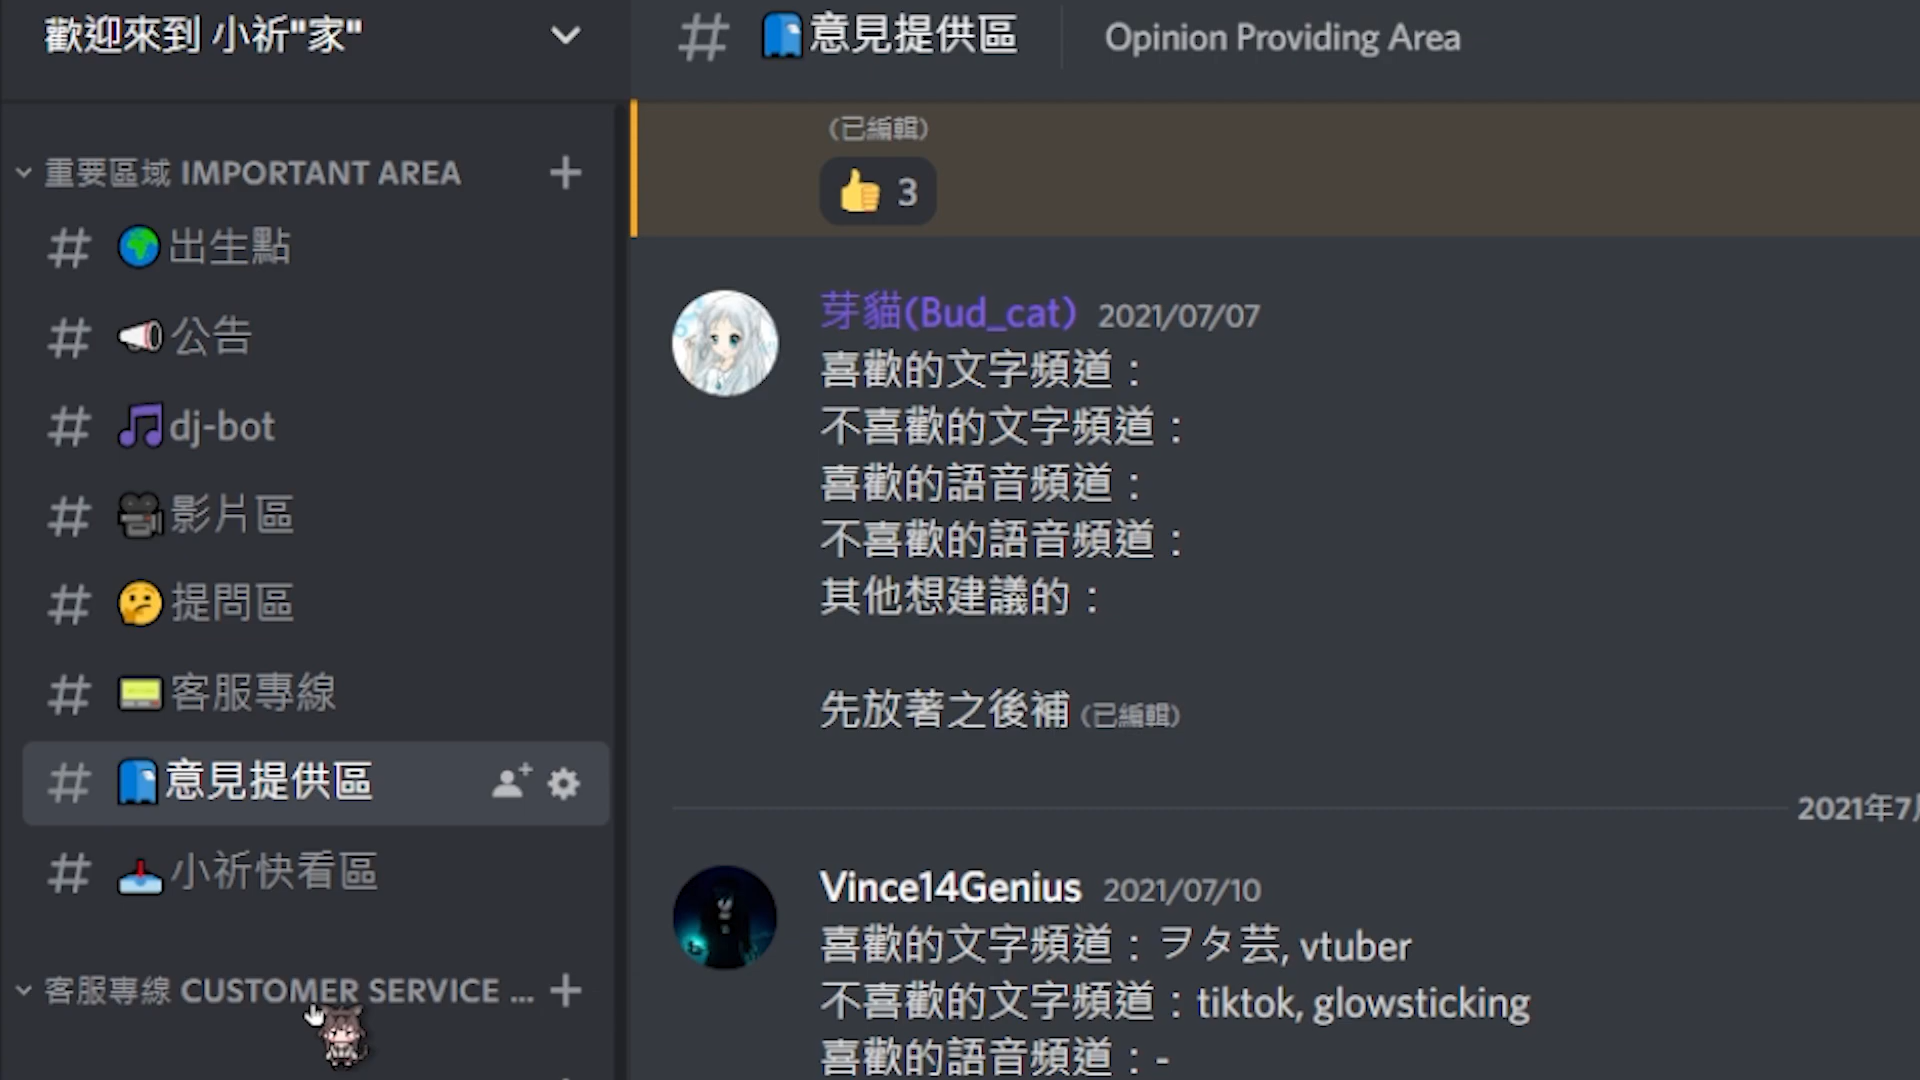 歡迎來到 小祈"家"
重要區域 IMPORTANT AREA
出生點
公告
dj-bot
影片區
提問區
客服專線
意見提供區
小祈快看區
客服專線 CUSTOMER SERVICE ...
意見提供區
Opinion Providing Area
(已編輯)
3
芽貓(Bud_cat) 2021/07/07
喜歡的文字頻道：
不喜歡的文字頻道：
喜歡的語音頻道：
不喜歡的語音頻道：
其他想建議的：
先放著之後補 (已編輯)
2021年7月
Vince14Genius 2021/07/10
喜歡的文字頻道：ヲタ芸, vtuber
不喜歡的文字頻道：tiktok, glowsticking
喜歡的語音頻道：-